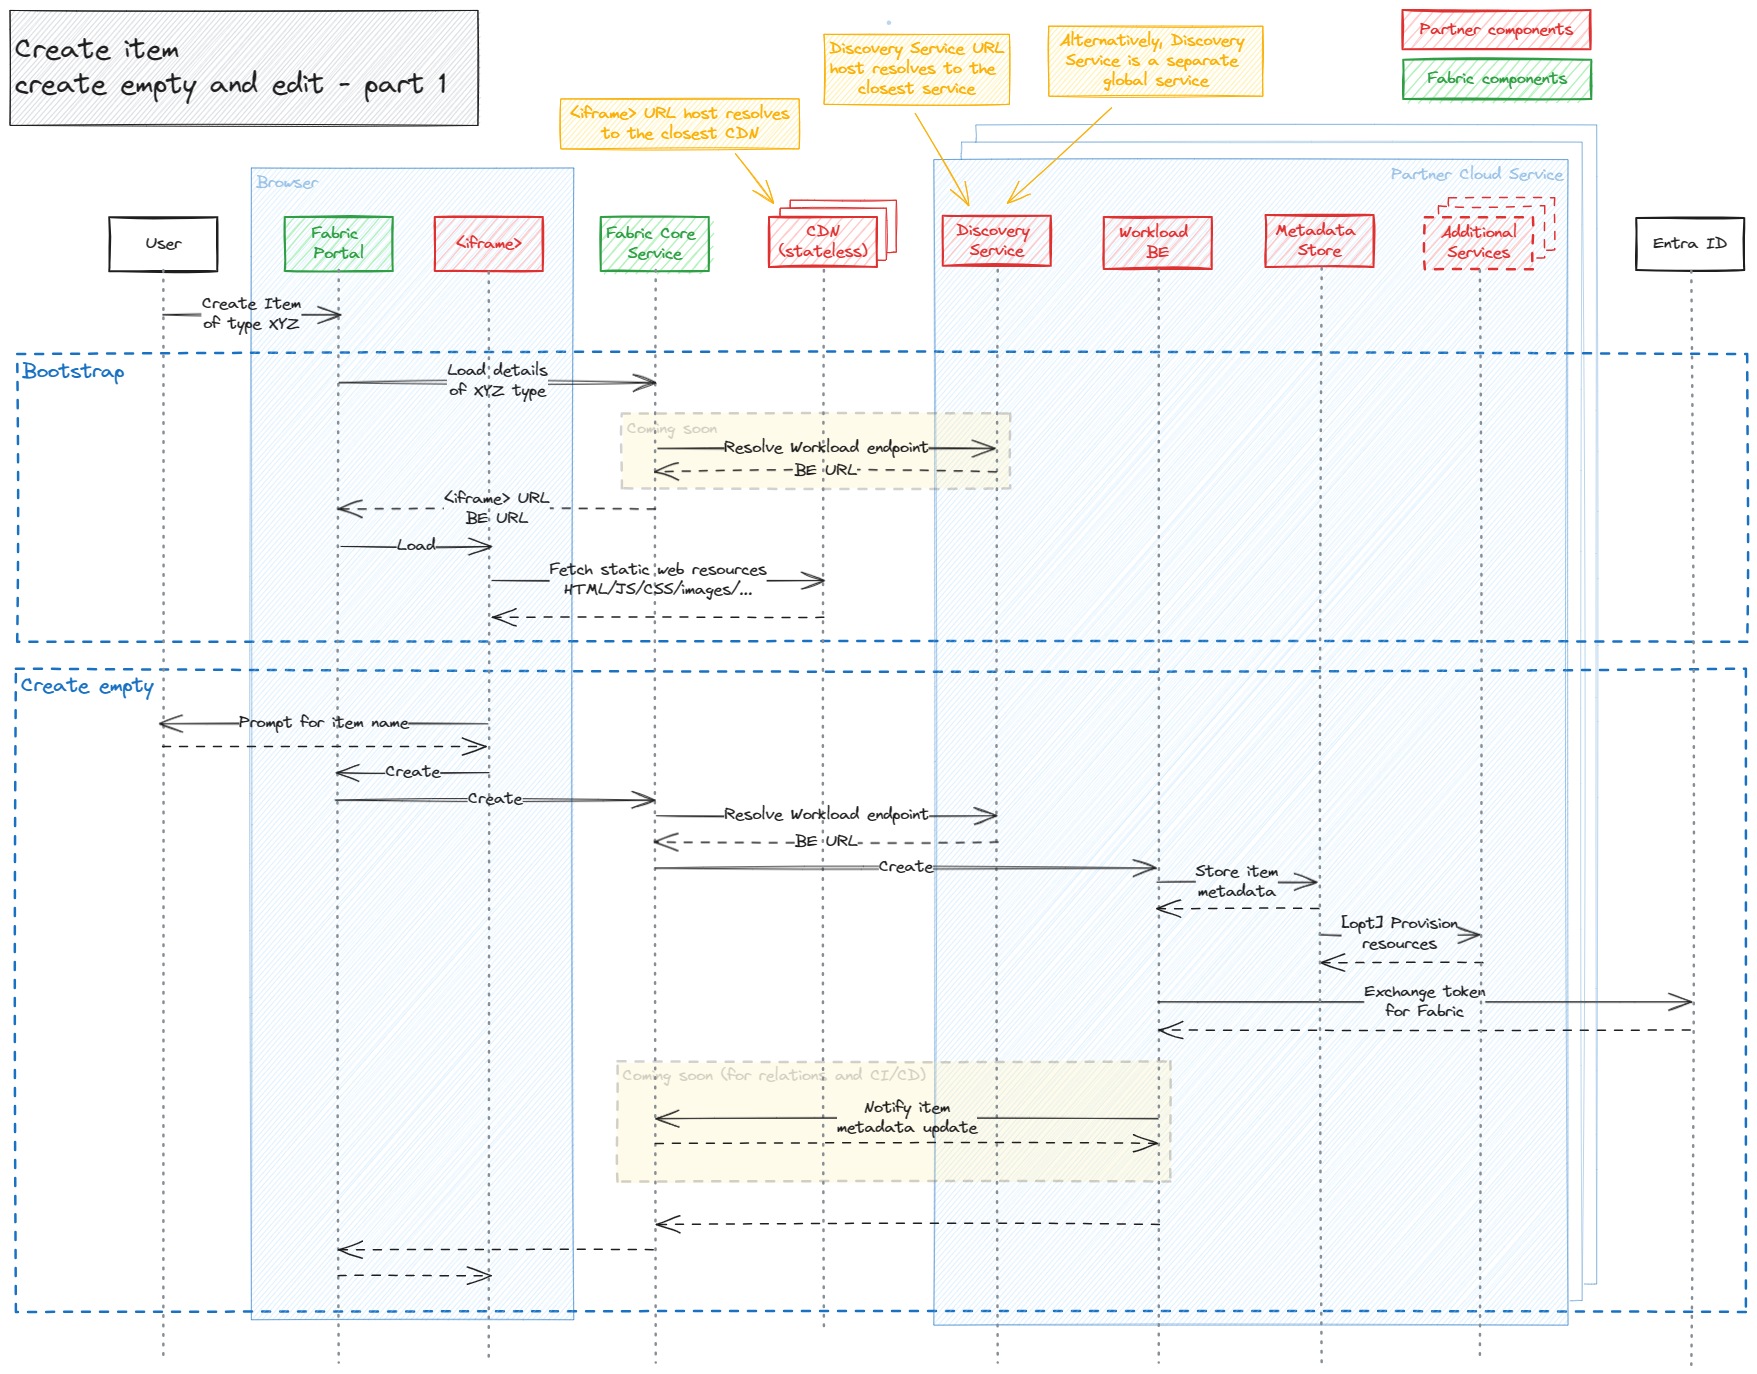 Create item
create empty and edit - part 1
<iframe> URL host resolves
to the closest CDN
Discovery Service URL
host resolves to the
closest service
Alternatively, Discovery
Service is a separate
global service
Partner components
Fabric components
Browser
Partner Cloud Service
User
Fabric
Portal
<iframe>
Fabric Core
Service
CDN
(stateless)
Discovery
Service
Workload
BE
Metadata
Store
Additional
Services
Entra ID
Create Item
of type XYZ
Bootstrap
Load details
of XYZ type
Coming soon
Resolve Workload endpoint
BE URL
<iframe> URL
BE URL
Load
Fetch static web resources
HTML/JS/CSS/images/...
Create empty
Prompt for item name
Create
Create
Resolve Workload endpoint
BE URL
Create
Store item
metadata
[opt] Provision
resources
Exchange token
for Fabric
Coming soon (for relations and CI/CD)
Notify item
metadata update